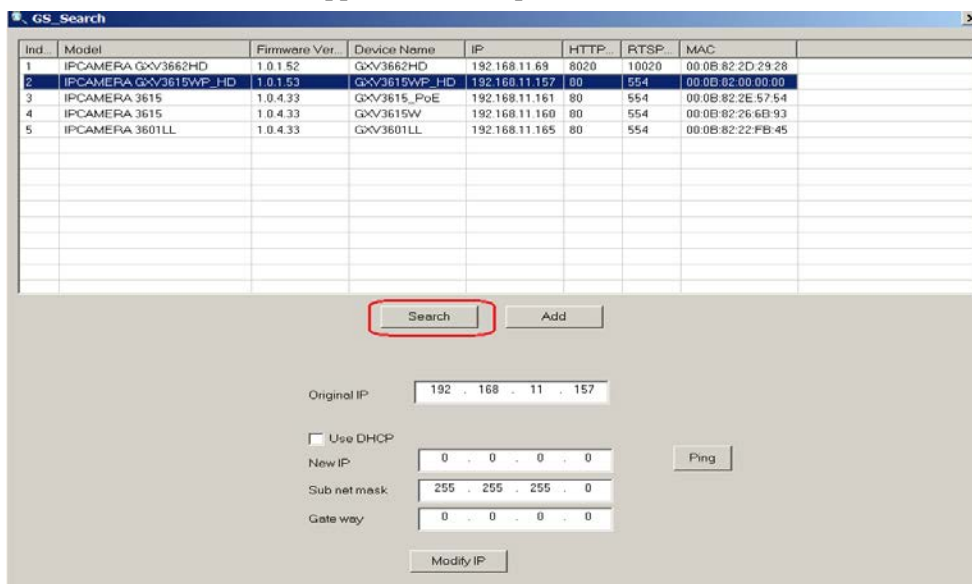 GS_Search
Ind... Model Firmware Ver... Device Name IP HTTP... RTSP... MAC
1 IPCAMERA GXV3662HD 1.0.1.52 GXV3662HD 192.168.11.69 8020 10020 00:0B:82:2D:29:28
2 IPCAMERA GXV3615WP_HD 1.0.1.53 GXV3615WP_HD 192.168.11.157 80 554 00:0B:82:00:00:00
3 IPCAMERA 3615 1.0.4.33 GXV3615_PoE 192.168.11.161 80 554 00:0B:82:2E:57:54
4 IPCAMERA 3615 1.0.4.33 GXV3615W 192.168.11.160 80 554 00:0B:82:26:6B:93
5 IPCAMERA 3601LL 1.0.4.33 GXV3601LL 192.168.11.165 80 554 00:0B:82:22:FB:45
Search Add
Original IP 192 . 168 . 11 . 157
Use DHCP
New IP 0 . 0 . 0 . 0 Ping
Sub net mask 255 . 255 . 255 . 0
Gate way 0 . 0 . 0 . 0
Modify IP